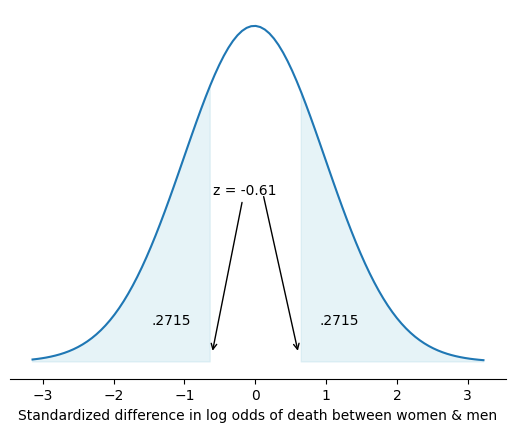 z = -0.61
.2715 .2715
−3 −2 −1 0 1 2 3
Standardized difference in log odds of death between women & men